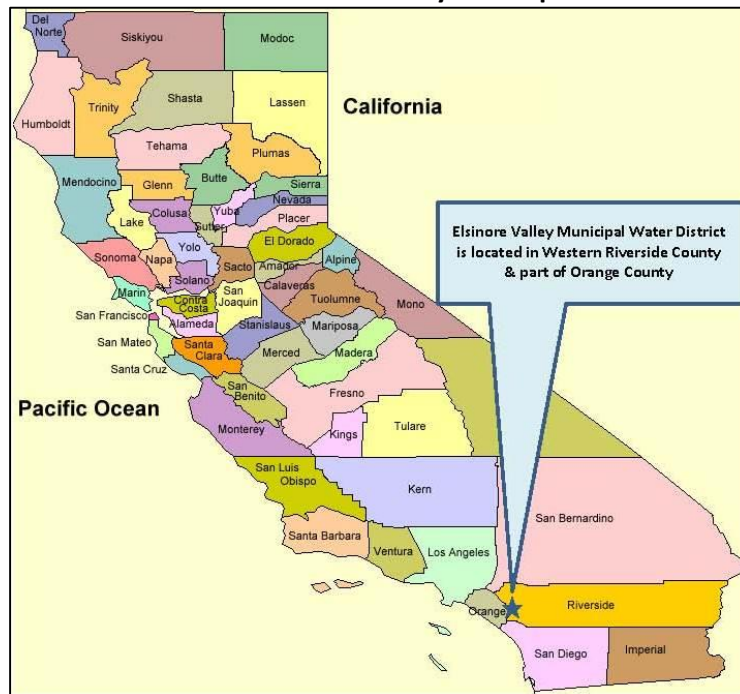 Del
Norte
Siskiyou
Modoc
Humboldt
Trinity
Shasta
Lassen
California
Tehama
Plumas
Mendocino
Glenn
Butte
Sierra
Lake
Colusa
Sutter
Yuba
Nevada
Placer
Sonoma
Napa
Yolo
El Dorado
Sacto
Amador
Alpine
Elsinore Valley Municipal Water District
is located in Western Riverside County
& part of Orange County
Marin
Solano
Calaveras
Contra
Costa
San
Joaquin
Tuolumne
Mono
San Francisco
Alameda
Stanislaus
Mariposa
San Mateo
Santa
Clara
Merced
Madera
Santa Cruz
San
Benito
Fresno
Pacific Ocean
Monterey
Kings
Tulare
San Luis
Obispo
Kern
San Bernardino
Santa Barbara
Ventura
Los Angeles
Orange
Riverside
San Diego
Imperial